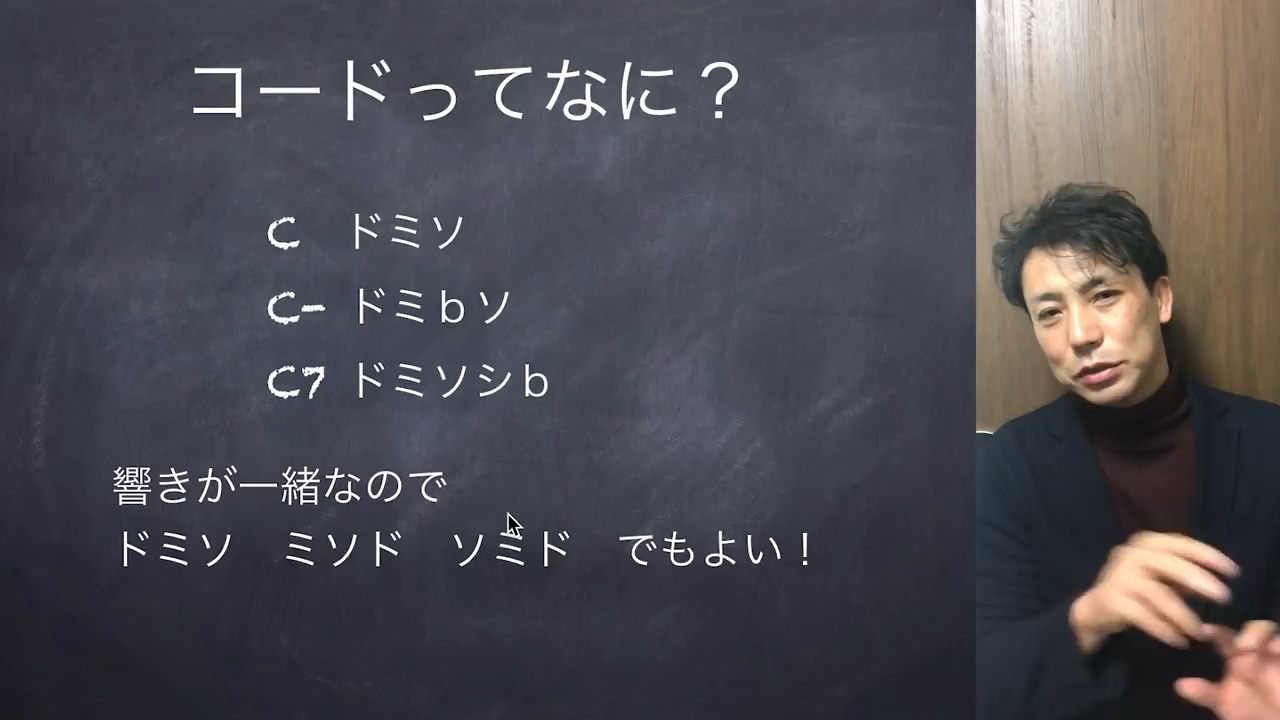 コードってなに？
C ドミソ
C- ドミbソ
C7 ドミソシb
響きが一緒なので
ドミソ ミソド ソミド でもよい！